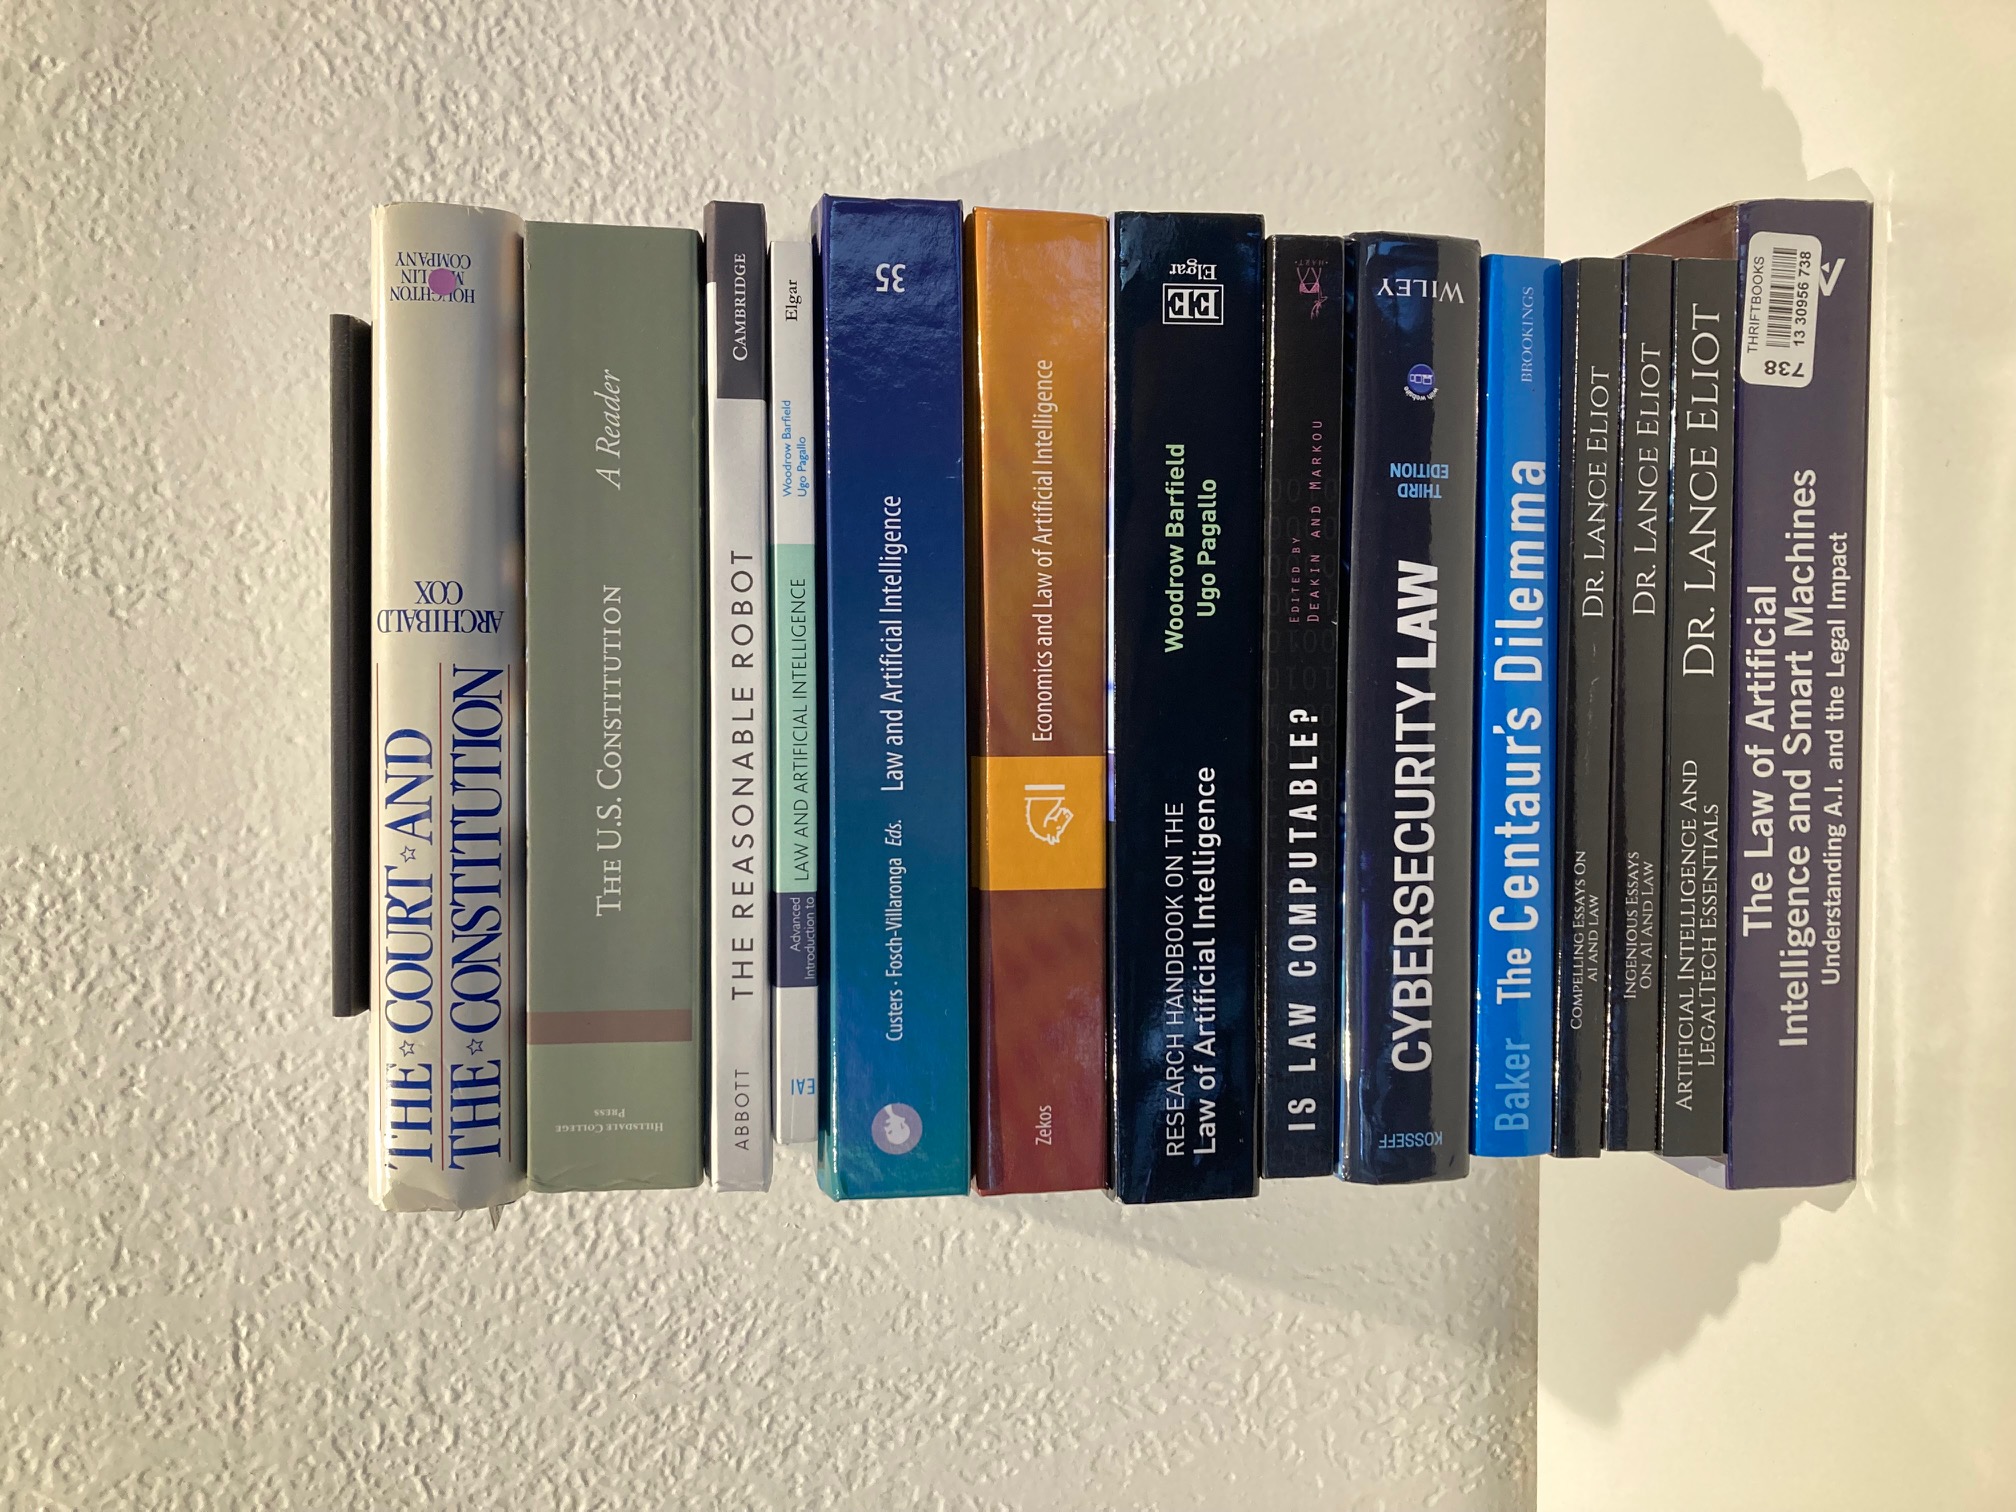 THE COURT AND
THE CONSTITUTION
ARCHIBALD
COX
COMPANY
HILLSDALE COLLEGE
PRESS
THE U.S. CONSTITUTION A Reader
ABBOTT THE REASONABLE ROBOT CAMBRIDGE
EAI
Advanced
Introduction to
LAW AND ARTIFICIAL INTELLIGENCE
Woodrow Barfield
Ugo Pagallo
Elgar
Custers · Fosch-Villaronga Eds. Law and Artificial Intelligence 35
Zekos Economics and Law of Artificial Intelligence
RESEARCH HANDBOOK ON THE
Law of Artificial Intelligence
Woodrow Barfield
Ugo Pagallo
EE
Elgar
IS LAW COMPUTABLE?
EDITED BY
DEAKIN AND MARKOU
HART
KOSSEFF
CYBERSECURITY LAW
THIRD
EDITION
WILEY
Baker The Centaur's Dilemma BROOKINGS
COMPELLING ESSAYS ON
AI AND LAW
DR. LANCE ELIOT
INGENIOUS ESSAYS
ON AI AND LAW
DR. LANCE ELIOT
ARTIFICIAL INTELLIGENCE AND
LEGALTECH ESSENTIALS
DR. LANCE ELIOT
The Law of Artificial
Intelligence and Smart Machines
Understanding A.I. and the Legal Impact
THRIFTBOOKS
738
13 30956 738